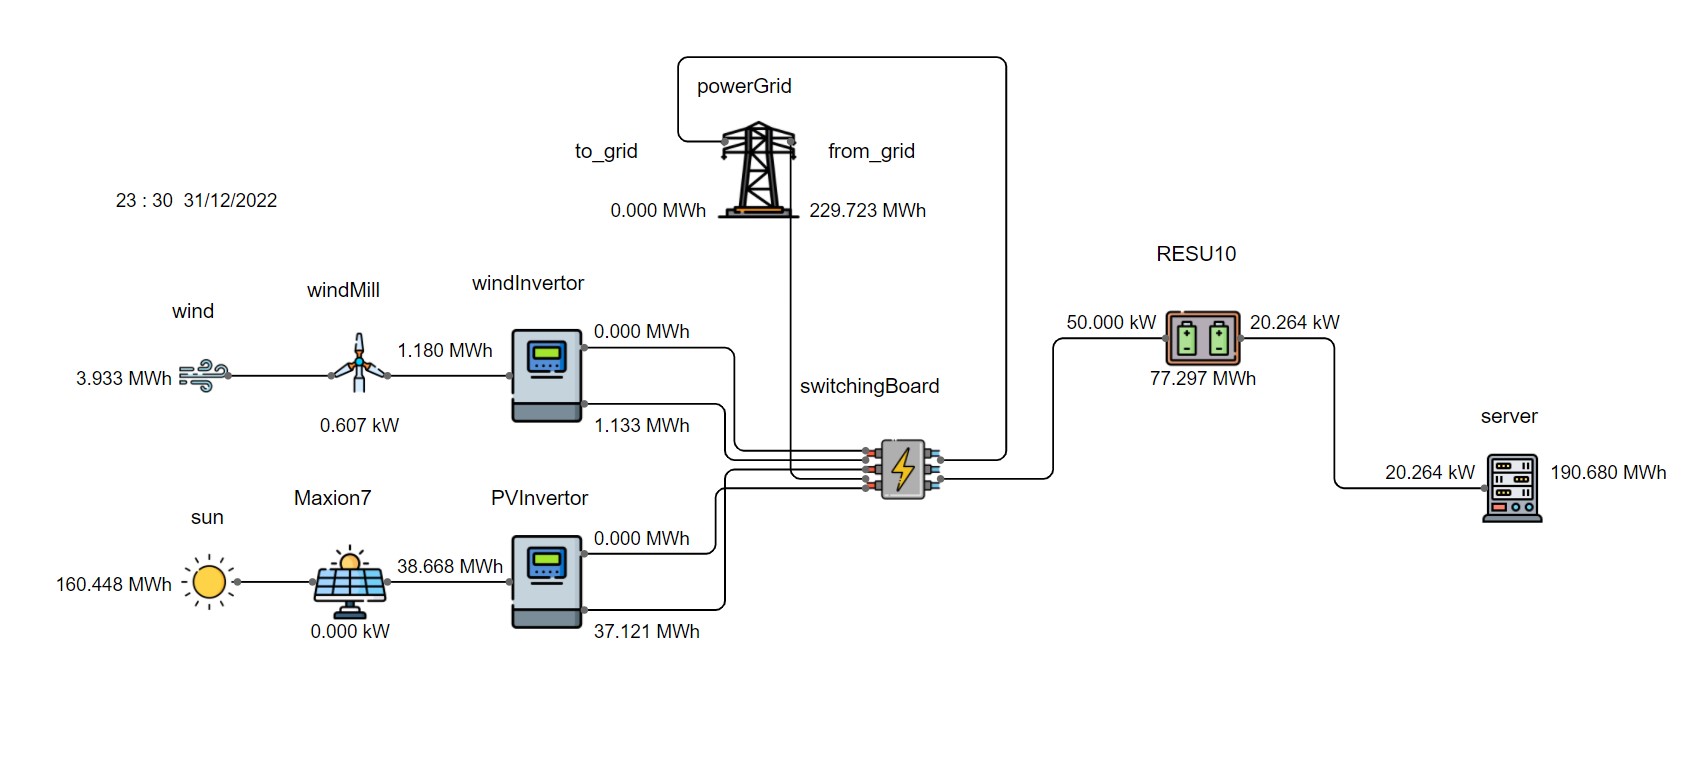 powerGrid
to_grid
from_grid
23 : 30  31/12/2022
0.000 MWh
229.723 MWh
RESU10
windInvertor
windMill
wind
0.000 MWh
50.000 kW
20.264 kW
1.180 MWh
3.933 MWh
77.297 MWh
switchingBoard
0.607 kW
1.133 MWh
server
20.264 kW
190.680 MWh
Maxion7
PVInvertor
sun
0.000 MWh
38.668 MWh
160.448 MWh
0.000 kW
37.121 MWh